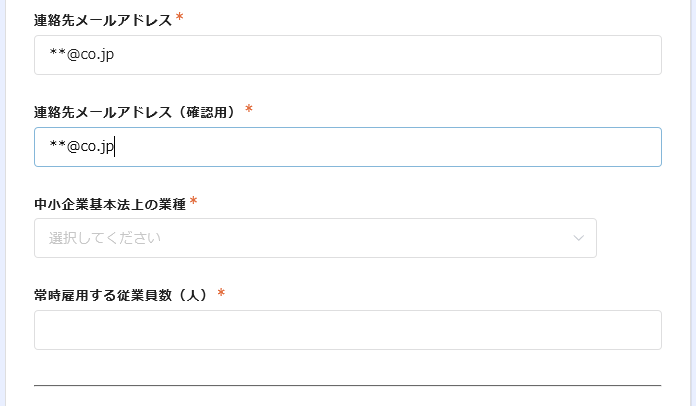 連絡先メールアドレス*
**@co.jp
連絡先メールアドレス（確認用）*
**@co.jp
中小企業基本法上の業種*
選択してください
常時雇用する従業員数（人）*